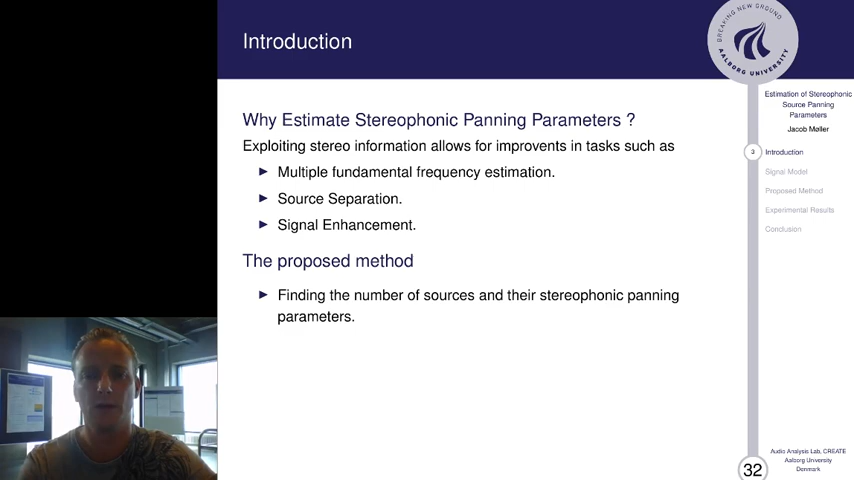 Introduction
BREAKING NEW GROUND
AALBORG UNIVERSITY
Why Estimate Stereophonic Panning Parameters ?
Exploiting stereo information allows for improvents in tasks such as
Multiple fundamental frequency estimation.
Source Separation.
Signal Enhancement.
The proposed method
Finding the number of sources and their stereophonic panning
parameters.
Estimation of Stereophonic
Source Panning
Parameters
Jacob Møller
3
Introduction
Signal Model
Proposed Method
Experimental Results
Conclusion
Audio Analysis Lab, CREATE
Aalborg University
Denmark
32